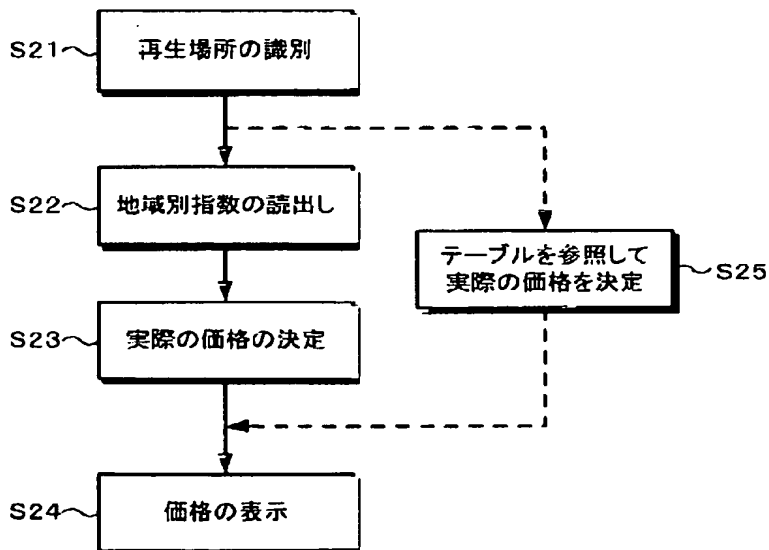 S21
再生場所の識別
S22
地域別指数の読出し
テーブルを参照して
実際の価格を決定
S25
S23
実際の価格の決定
S24
価格の表示